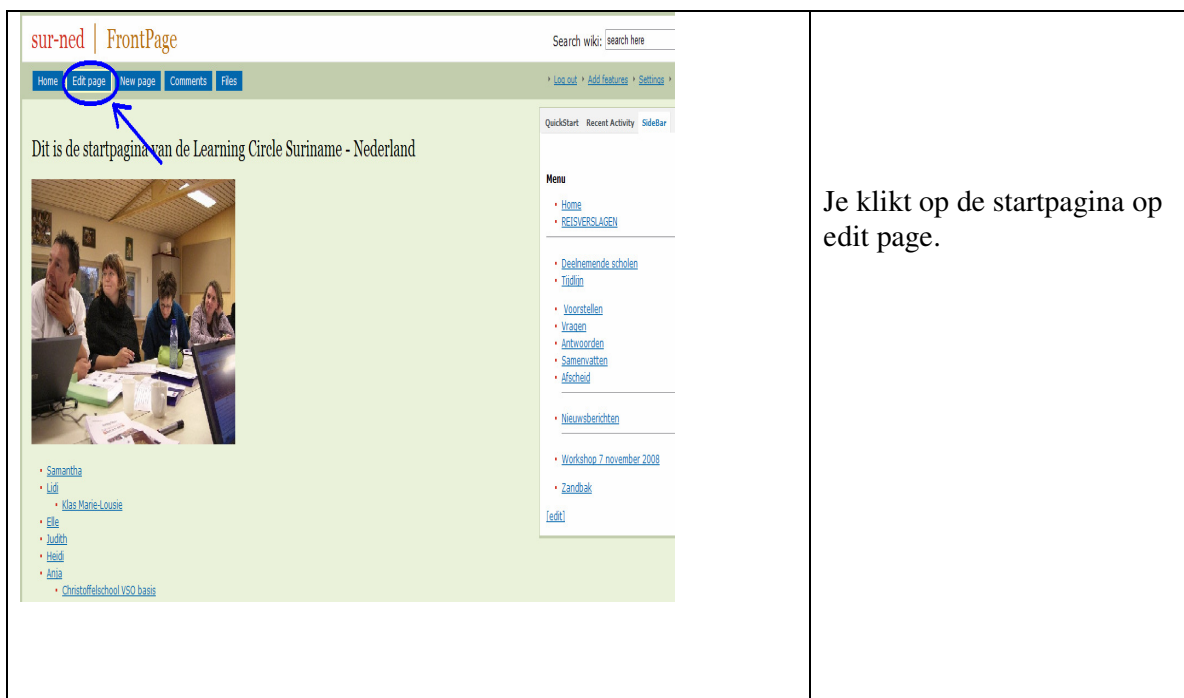 sur-ned | FrontPage
Search wiki: search here
Home Edit page New page Comments Files
Log out Add features Settings
QuickStart Recent Activity SideBar
Dit is de startpagina van de Learning Circle Suriname - Nederland
Menu
Home
REISVERSLAGEN
Deelnemende scholen
Tijdlijn
Voorstellen
Vragen
Antwoorden
Samenvatten
Afscheid
Nieuwsberichten
Workshop 7 november 2008
Zandbak
[edit]
Samantha
Lidi
Klas Marie-Lousie
Elle
Judith
Heidi
Anja
Christoffelschool VSO basis
Je klikt op de startpagina op
edit page.